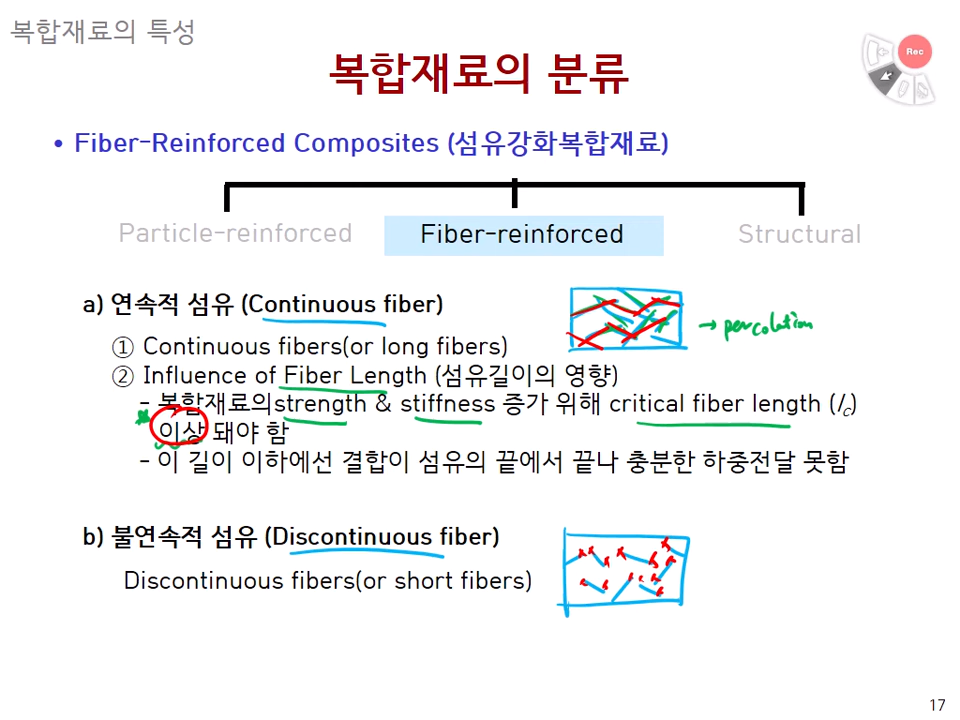 복합재료의 특성
Rec
복합재료의 분류
• Fiber-Reinforced Composites (섬유강화복합재료)
Particle-reinforced
Fiber-reinforced
Structural
a) 연속적 섬유 (Continuous fiber)
① Continuous fibers(or long fibers)
→ percolation
② Influence of Fiber Length (섬유길이의 영향)
- 복합재료의strength & stiffness 증가 위해 critical fiber length (lc)
이상 돼야 함
- 이 길이 이하에선 결합이 섬유의 끝에서 끝나 충분한 하중전달 못함
b) 불연속적 섬유 (Discontinuous fiber)
Discontinuous fibers(or short fibers)
17